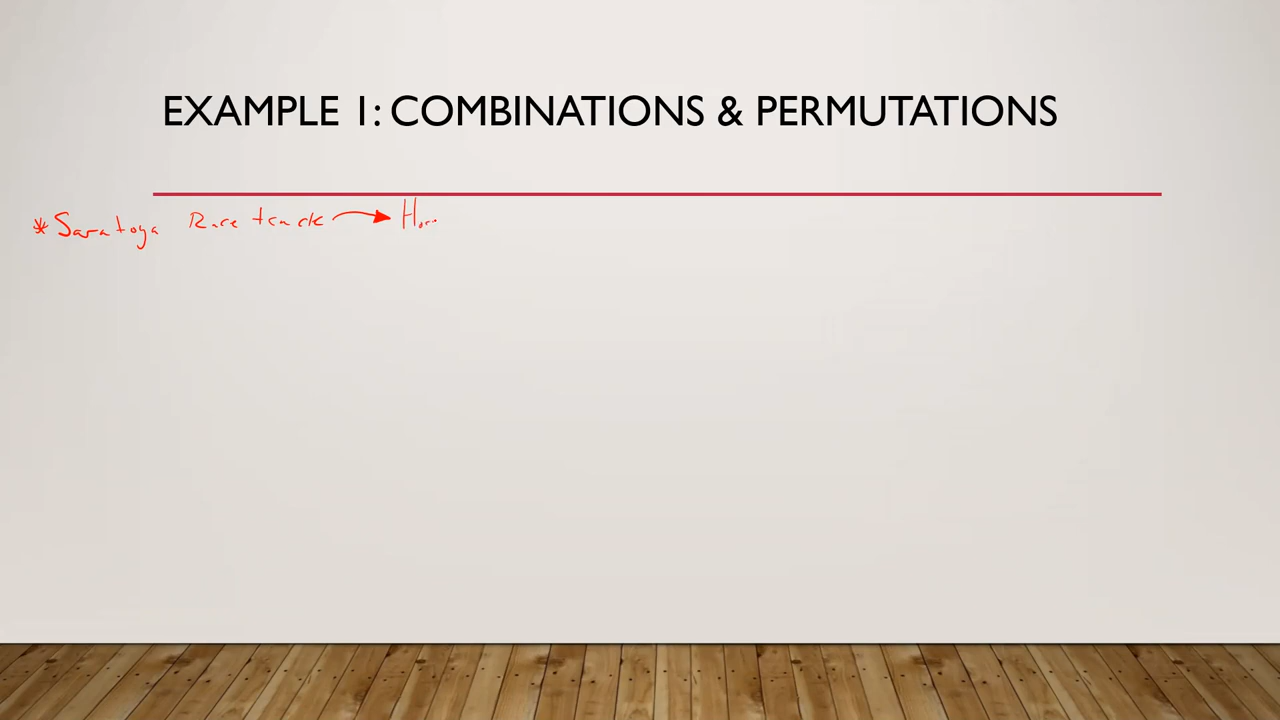 EXAMPLE 1: COMBINATIONS & PERMUTATIONS
*Saratoga Race track → Hor